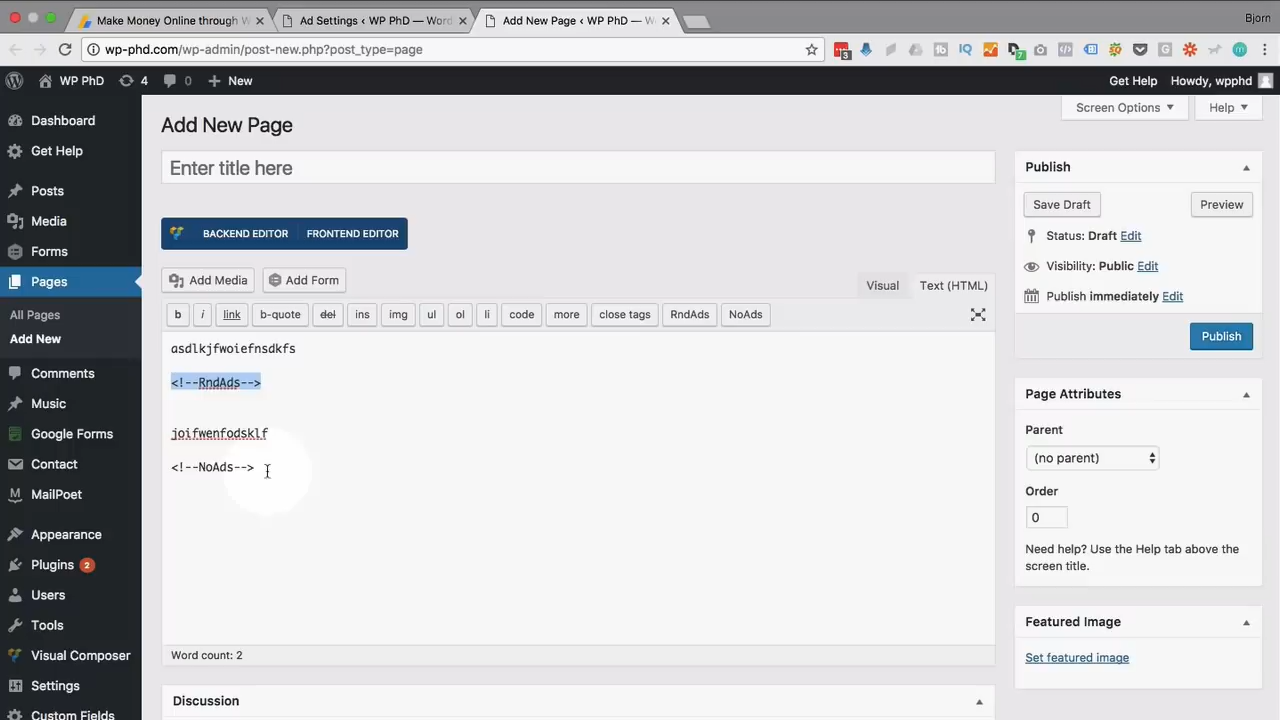 Make Money Online through W
Ad Settings ‹ WP PhD — Word
Add New Page ‹ WP PhD — Wo
Bjorn
wp-phd.com/wp-admin/post-new.php?post_type=page
WP PhD
4
0
New
Get Help
Howdy, wpphd
Dashboard
Get Help
Posts
Media
Forms
Pages
All Pages
Add New
Comments
Music
Google Forms
Contact
MailPoet
Appearance
Plugins 2
Users
Tools
Visual Composer
Settings
Custom Fields
Screen Options
Help
Add New Page
Enter title here
BACKEND EDITOR
FRONTEND EDITOR
Add Media
Add Form
Visual
Text (HTML)
b
i
link
b-quote
del
ins
img
ul
ol
li
code
more
close tags
RndAds
NoAds
asdlkjfwoiefnsdkfs
<!--RndAds-->
joifwenfodsklf
<!--NoAds-->
Word count: 2
Discussion
Publish
Save Draft
Preview
Status: Draft Edit
Visibility: Public Edit
Publish immediately Edit
Publish
Page Attributes
Parent
(no parent)
Order
0
Need help? Use the Help tab above the
screen title.
Featured Image
Set featured image